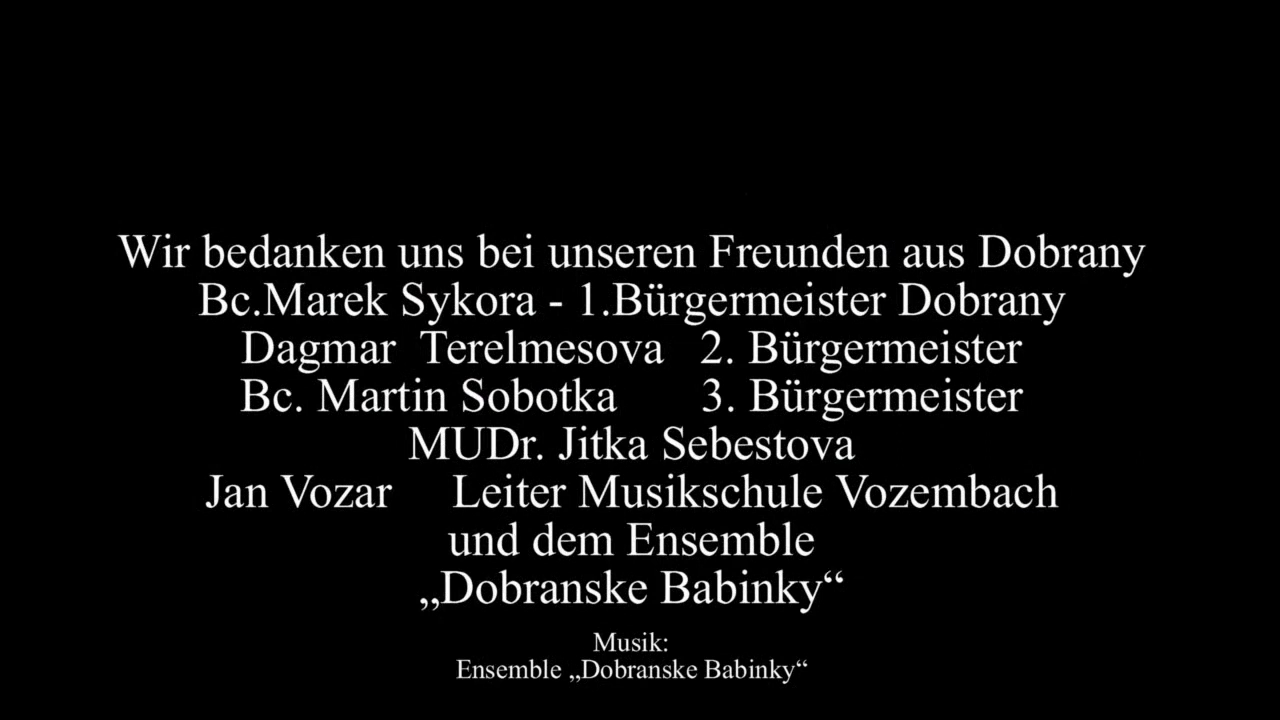 Wir bedanken uns bei unseren Freunden aus Dobrany
Bc.Marek Sykora - 1.Bürgermeister Dobrany
Dagmar  Terelmesova   2. Bürgermeister
Bc. Martin Sobotka       3. Bürgermeister
MUDr. Jitka Sebestova
Jan Vozar     Leiter Musikschule Vozembach
und dem Ensemble
„Dobranske Babinky“
Musik:
Ensemble „Dobranske Babinky“